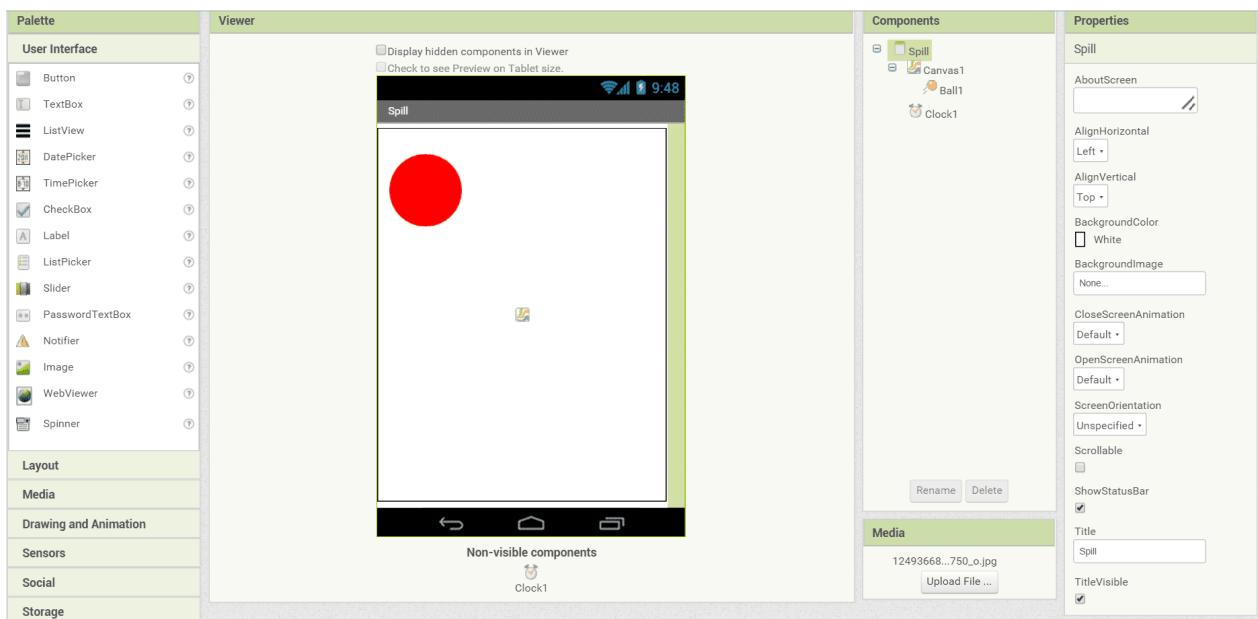 Palette
User Interface
Button
TextBox
ListView
DatePicker
TimePicker
CheckBox
Label
ListPicker
Slider
PasswordTextBox
Notifier
Image
WebViewer
Spinner
Layout
Media
Drawing and Animation
Sensors
Social
Storage
Viewer
Display hidden components in Viewer
Check to see Preview on Tablet size.
9:48
Spill
Non-visible components
Clock1
Components
Spill
Canvas1
Ball1
Clock1
Rename Delete
Media
12493668...750_o.jpg
Upload File ...
Properties
Spill
AboutScreen
AlignHorizontal
Left
AlignVertical
Top
BackgroundColor
White
BackgroundImage
None...
CloseScreenAnimation
Default
OpenScreenAnimation
Default
ScreenOrientation
Unspecified
Scrollable
ShowStatusBar
Title
Spill
TitleVisible